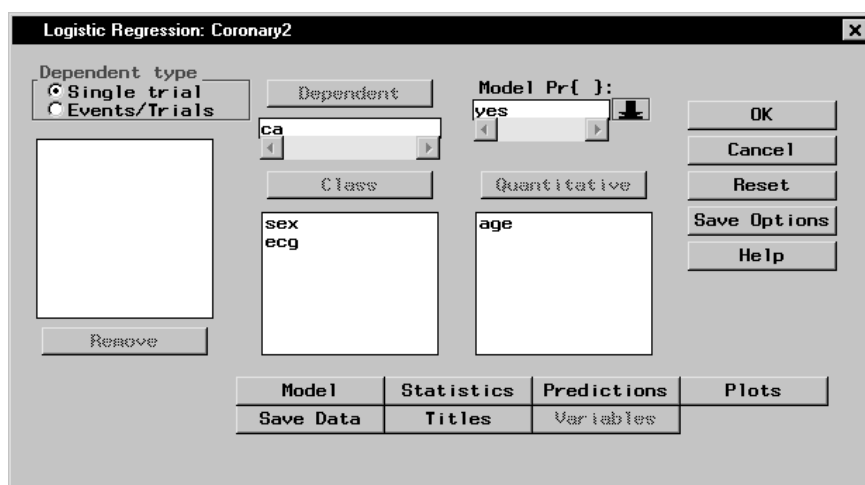 Logistic Regression: Coronary2
Dependent type
Single trial
Events/Trials
Dependent
ca
Model Pr{ }:
yes
Class
sex
ecg
Quantitative
age
Remove
OK
Cancel
Reset
Save Options
Help
Model Statistics Predictions Plots
Save Data Titles Variables